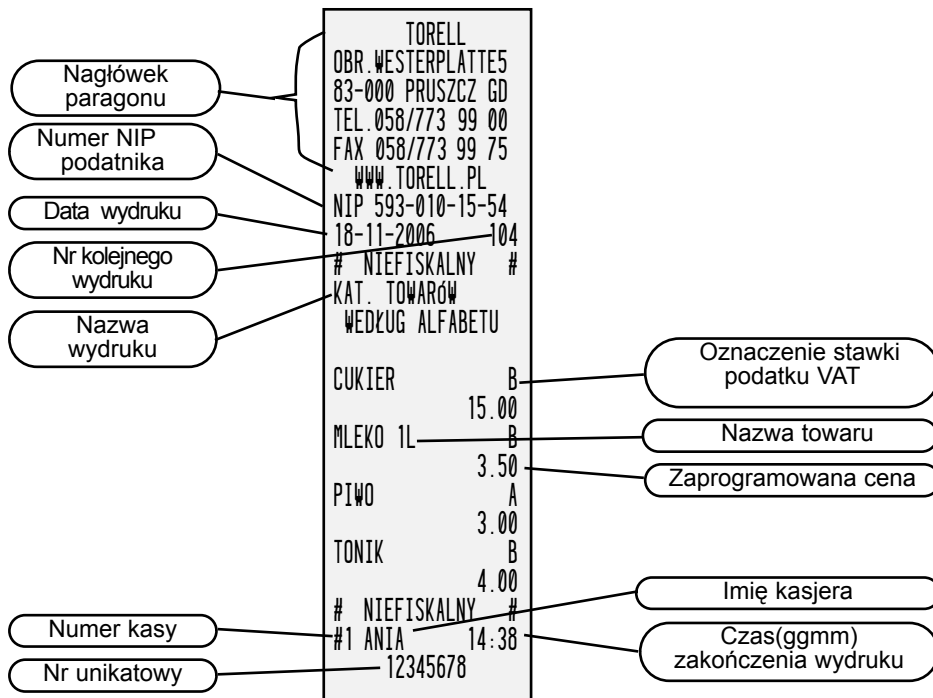 TORELL
OBR.WESTERPLATTE5
83-000 PRUSZCZ GD
TEL.058/773 99 00
FAX 058/773 99 75
WWW.TORELL.PL
NIP 593-010-15-54
18-11-2006 104
# NIEFISKALNY #
KAT. TOWARÓW
WEDŁUG ALFABETU
CUKIER B
15.00
MLEKO 1L B
3.50
PIWO A
3.00
TONIK B
4.00
# NIEFISKALNY #
#1 ANIA 14:38
12345678
Nagłówek
paragonu
Numer NIP
podatnika
Data wydruku
Nr kolejnego
wydruku
Nazwa
wydruku
Numer kasy
Nr unikatowy
Oznaczenie stawki
podatku VAT
Nazwa towaru
Zaprogramowana cena
Imię kasjera
Czas(ggmm)
zakończenia wydruku